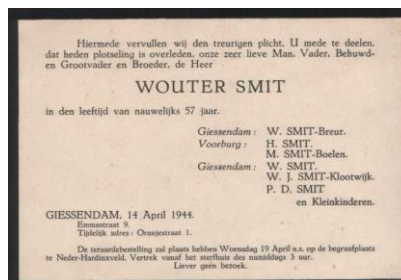 Hiermede vervullen wij den treurigen plicht, U mede te deelen,
dat heden plotseling is overleden, onze zeer lieve Man, Vader, Behuwd-
en Grootvader en Broeder, de Heer
WOUTER SMIT
in den leeftijd van nauwelijks 57 jaar.
Giessendam: W. SMIT-Breur.
Voorburg: H. SMIT.
M. SMIT-Boelen.
Giessendam: W. SMIT.
W. J. SMIT-Klootwijk.
P. D. SMIT
en Kleinkinderen.
GIESSENDAM, 14 April 1944.
Emmastraat 9.
Tijdelijk adres: Oranjestraat 1.
De teraardebestelling zal plaats hebben Woensdag 19 April a.s. op de begraafplaats
te Neder-Hardinxveld. Vertrek vanaf het sterfhuis des namiddags 3 uur.
Liever geén bezoek.